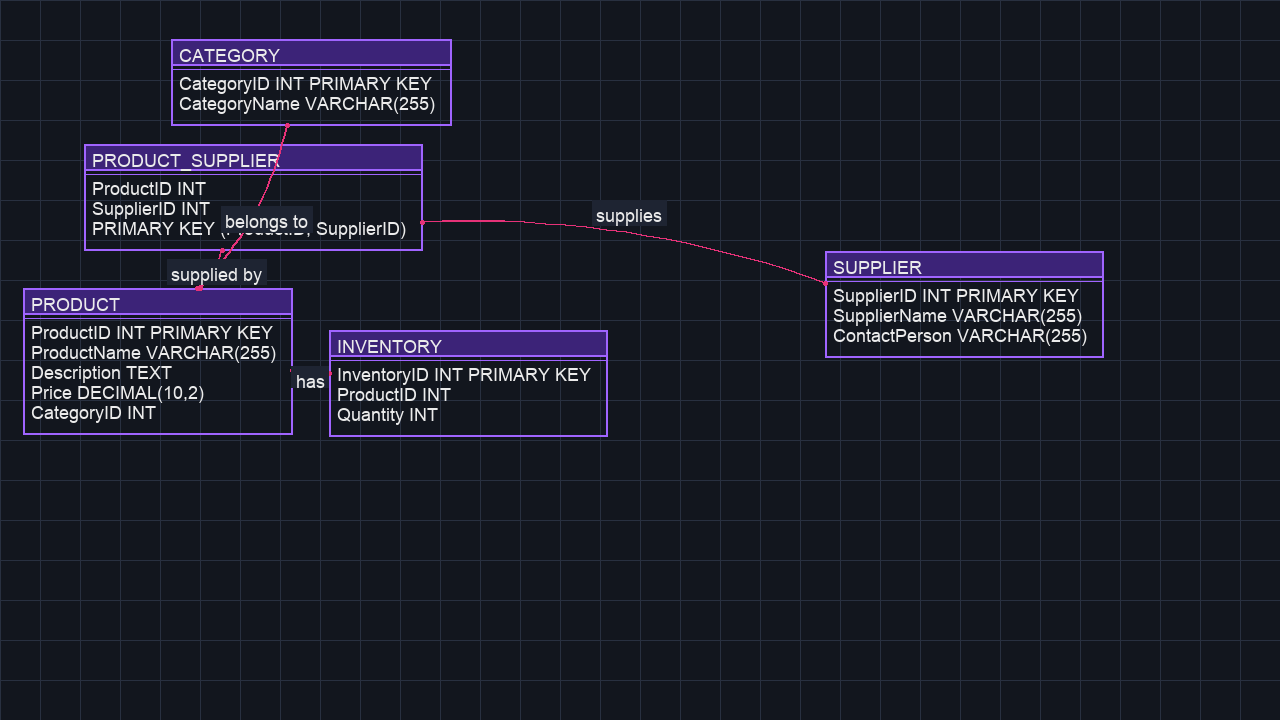 CATEGORY
CategoryID INT PRIMARY KEY
CategoryName VARCHAR(255)
PRODUCT_SUPPLIER
ProductID INT
SupplierID INT
PRIMARY KEY (ProductID, SupplierID)
belongs to
supplies
supplied by
SUPPLIER
SupplierID INT PRIMARY KEY
SupplierName VARCHAR(255)
ContactPerson VARCHAR(255)
PRODUCT
ProductID INT PRIMARY KEY
ProductName VARCHAR(255)
Description TEXT
Price DECIMAL(10,2)
CategoryID INT
has
INVENTORY
InventoryID INT PRIMARY KEY
ProductID INT
Quantity INT